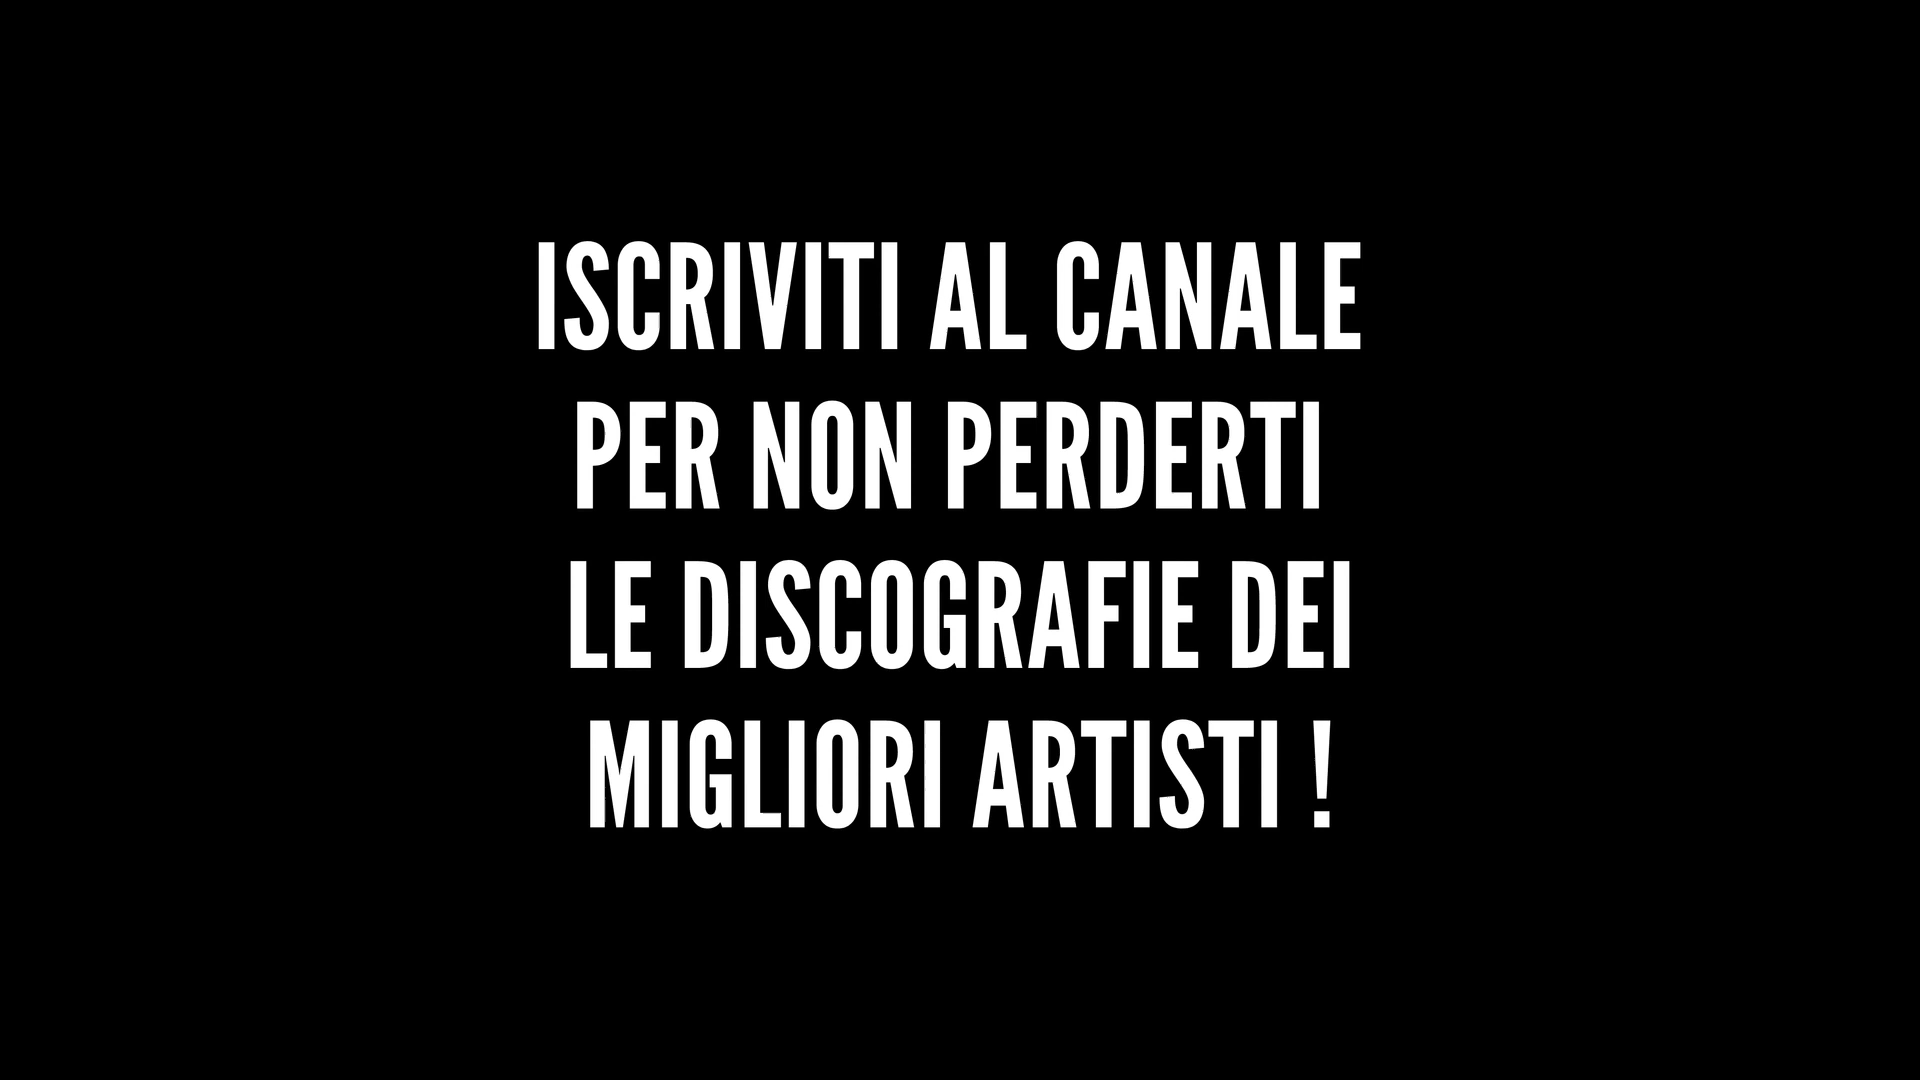 ISCRIVITI AL CANALE
PER NON PERDERTI
LE DISCOGRAFIE DEI
MIGLIORI ARTISTI !